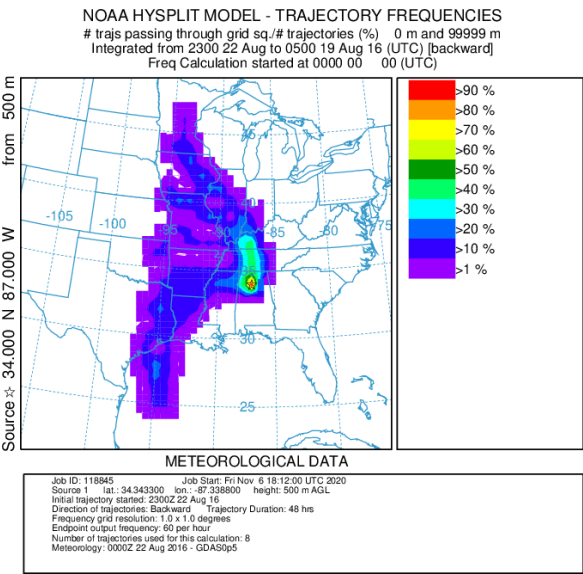 NOAA HYSPLIT MODEL - TRAJECTORY FREQUENCIES
# trajs passing through grid sq./# trajectories (%) 0 m and 99999 m
Integrated from 2300 22 Aug to 0500 19 Aug 16 (UTC) [backward]
Freq Calculation started at 0000 00 00 (UTC)
Source ☆ 34.000 N 87.000 W from 500 m
>90 %
>80 %
>70 %
>60 %
>50 %
>40 %
>30 %
>20 %
>10 %
>1 %
45
40
-105
-100
-95
-90
-85
-80
-75
35
30
25
METEOROLOGICAL DATA
Job ID: 118845 Job Start: Fri Nov 6 18:12:00 UTC 2020
Source 1 lat.: 34.343300 lon.: -87.338800 height: 500 m AGL
Initial trajectory started: 2300Z 22 Aug 16
Direction of trajectories: Backward Trajectory Duration: 48 hrs
Frequency grid resolution: 1.0 x 1.0 degrees
Endpoint output frequency: 60 per hour
Number of trajectories used for this calculation: 8
Meteorology: 0000Z 22 Aug 2016 - GDAS0p5